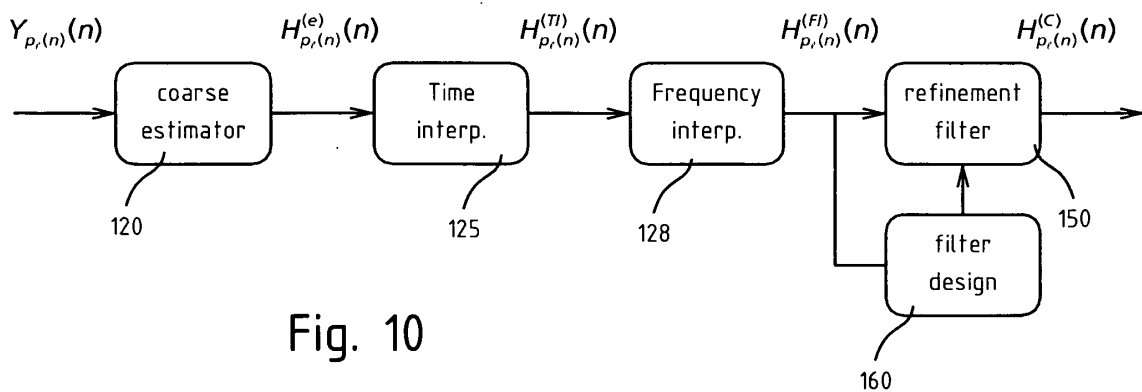 Y_{p_r(n)}(n)
H^{(e)}_{p_r(n)}(n)
H^{(TI)}_{p_r(n)}(n)
H^{(FI)}_{p_r(n)}(n)
H^{(C)}_{p_r(n)}(n)
coarse
estimator
Time
interp.
Frequency
interp.
refinement
filter
120
125
128
150
filter
design
160
Fig. 10